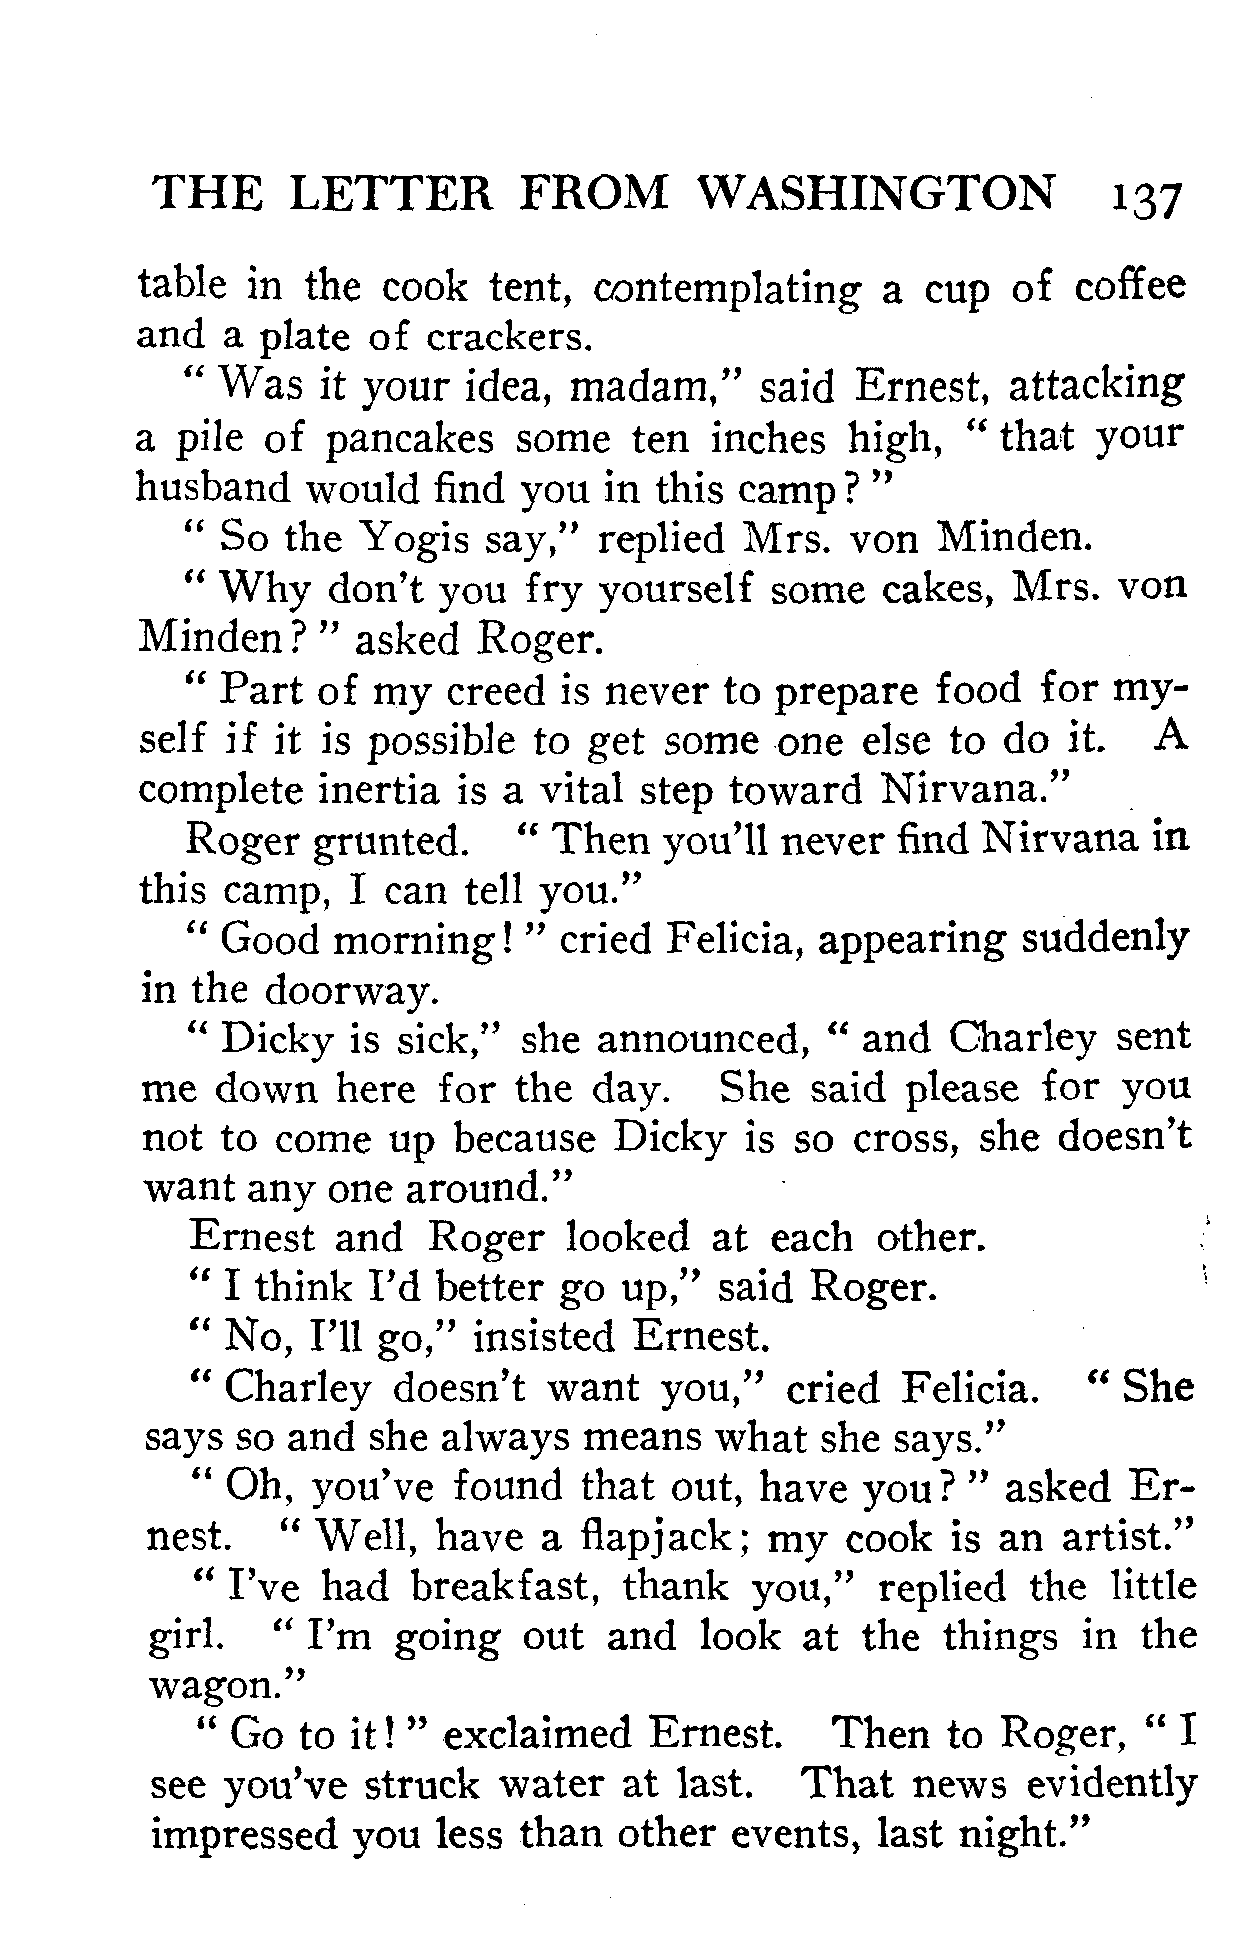 THE LETTER FROM WASHINGTON 137
table in the cook tent, contemplating a cup of coffee
and a plate of crackers.
“ Was it your idea, madam,” said Ernest, attacking
a pile of pancakes some ten inches high, “ that your
husband would find you in this camp? ”
“ So the Yogis say,” replied Mrs. von Minden.
“ Why don’t you fry yourself some cakes, Mrs. von
Minden? ” asked Roger.
“ Part of my creed is never to prepare food for my-
self if it is possible to get some one else to do it. A
complete inertia is a vital step toward Nirvana.”
Roger grunted. “ Then you’ll never find Nirvana in
this camp, I can tell you.”
“ Good morning! ” cried Felicia, appearing suddenly
in the doorway.
“ Dicky is sick,” she announced, “ and Charley sent
me down here for the day. She said please for you
not to come up because Dicky is so cross, she doesn’t
want any one around.”
Ernest and Roger looked at each other.
“ I think I’d better go up,” said Roger.
“ No, I’ll go,” insisted Ernest.
“ Charley doesn’t want you,” cried Felicia. “ She
says so and she always means what she says.”
“ Oh, you’ve found that out, have you? ” asked Er-
nest. “ Well, have a flapjack; my cook is an artist.”
“ I’ve had breakfast, thank you,” replied the little
girl. “ I’m going out and look at the things in the
wagon.”
“ Go to it! ” exclaimed Ernest. Then to Roger, “ I
see you’ve struck water at last. That news evidently
impressed you less than other events, last night.”